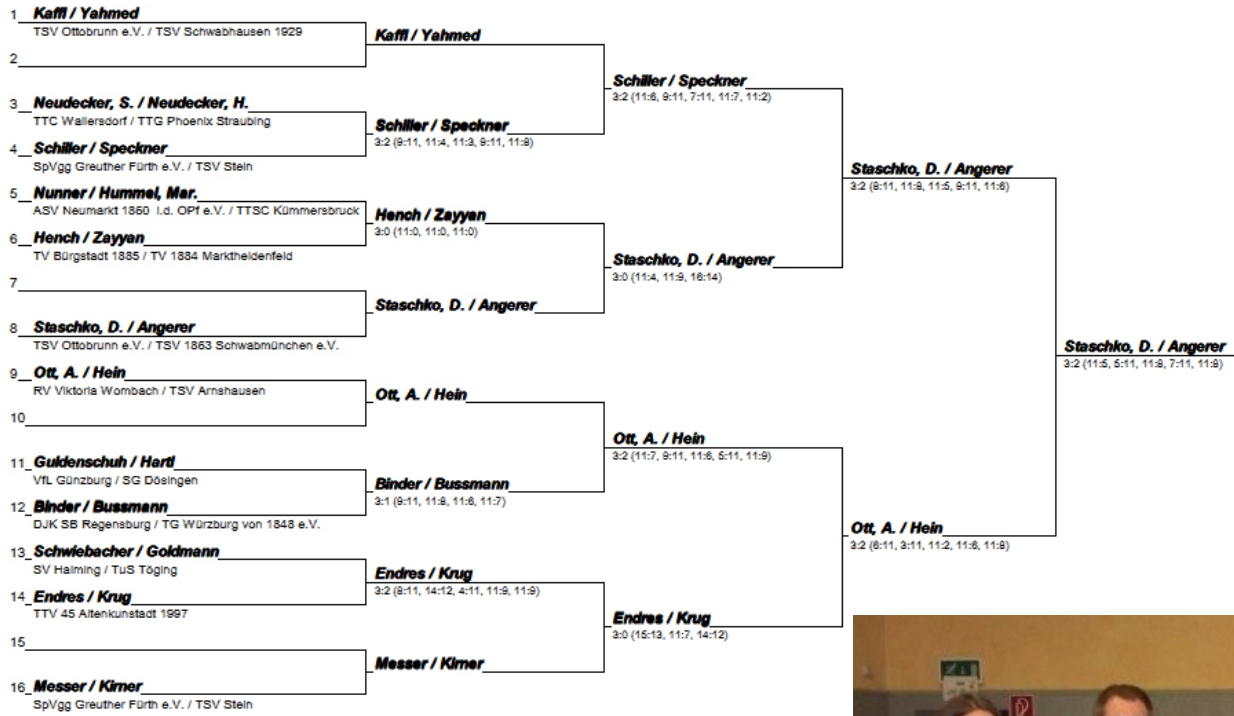 1 Kaffl / Yahmed
TSV Ottobrunn e.V. / TSV Schwabhausen 1929
2
3 Neudecker, S. / Neudecker, H.
TTC Wallersdorf / TTG Phoenix Straubing
4 Schiller / Speckner
SpVgg Greuther Fürth e.V. / TSV Stein
5 Nunner / Hummel, Mar.
ASV Neumarkt 1860 i.d. OPf e.V. / TTSC Kümmersbruck
6 Hench / Zayyan
TV Bürgstadt 1885 / TV 1884 Marktheidenfeld
7
8 Staschko, D. / Angerer
TSV Ottobrunn e.V. / TSV 1863 Schwabmünchen e.V.
9 Ott, A. / Hein
RV Viktoria Wombach / TSV Arnshausen
10
11 Guldenschuh / Hartl
VfL Günzburg / SG Dösingen
12 Binder / Bussmann
DJK SB Regensburg / TG Würzburg von 1848 e.V.
13 Schwiebacher / Goldmann
SV Haiming / TuS Töging
14 Endres / Krug
TTV 45 Altenkunstadt 1997
15
16 Messer / Kirner
SpVgg Greuther Fürth e.V. / TSV Stein
Kaffl / Yahmed
Schiller / Speckner
3:2 (9:11, 11:4, 11:3, 9:11, 11:8)
Hench / Zayyan
3:0 (11:0, 11:0, 11:0)
Staschko, D. / Angerer
Ott, A. / Hein
Binder / Bussmann
3:1 (9:11, 11:8, 11:6, 11:7)
Endres / Krug
3:2 (8:11, 14:12, 4:11, 11:9, 11:9)
Messer / Kirner
Schiller / Speckner
3:2 (11:6, 9:11, 7:11, 11:7, 11:2)
Staschko, D. / Angerer
3:0 (11:4, 11:9, 16:14)
Ott, A. / Hein
3:2 (11:7, 9:11, 11:6, 5:11, 11:9)
Endres / Krug
3:0 (15:13, 11:7, 14:12)
Staschko, D. / Angerer
3:2 (8:11, 11:8, 11:5, 9:11, 11:6)
Ott, A. / Hein
3:2 (6:11, 3:11, 11:2, 11:6, 11:8)
Staschko, D. / Angerer
3:2 (11:5, 5:11, 11:8, 7:11, 11:8)